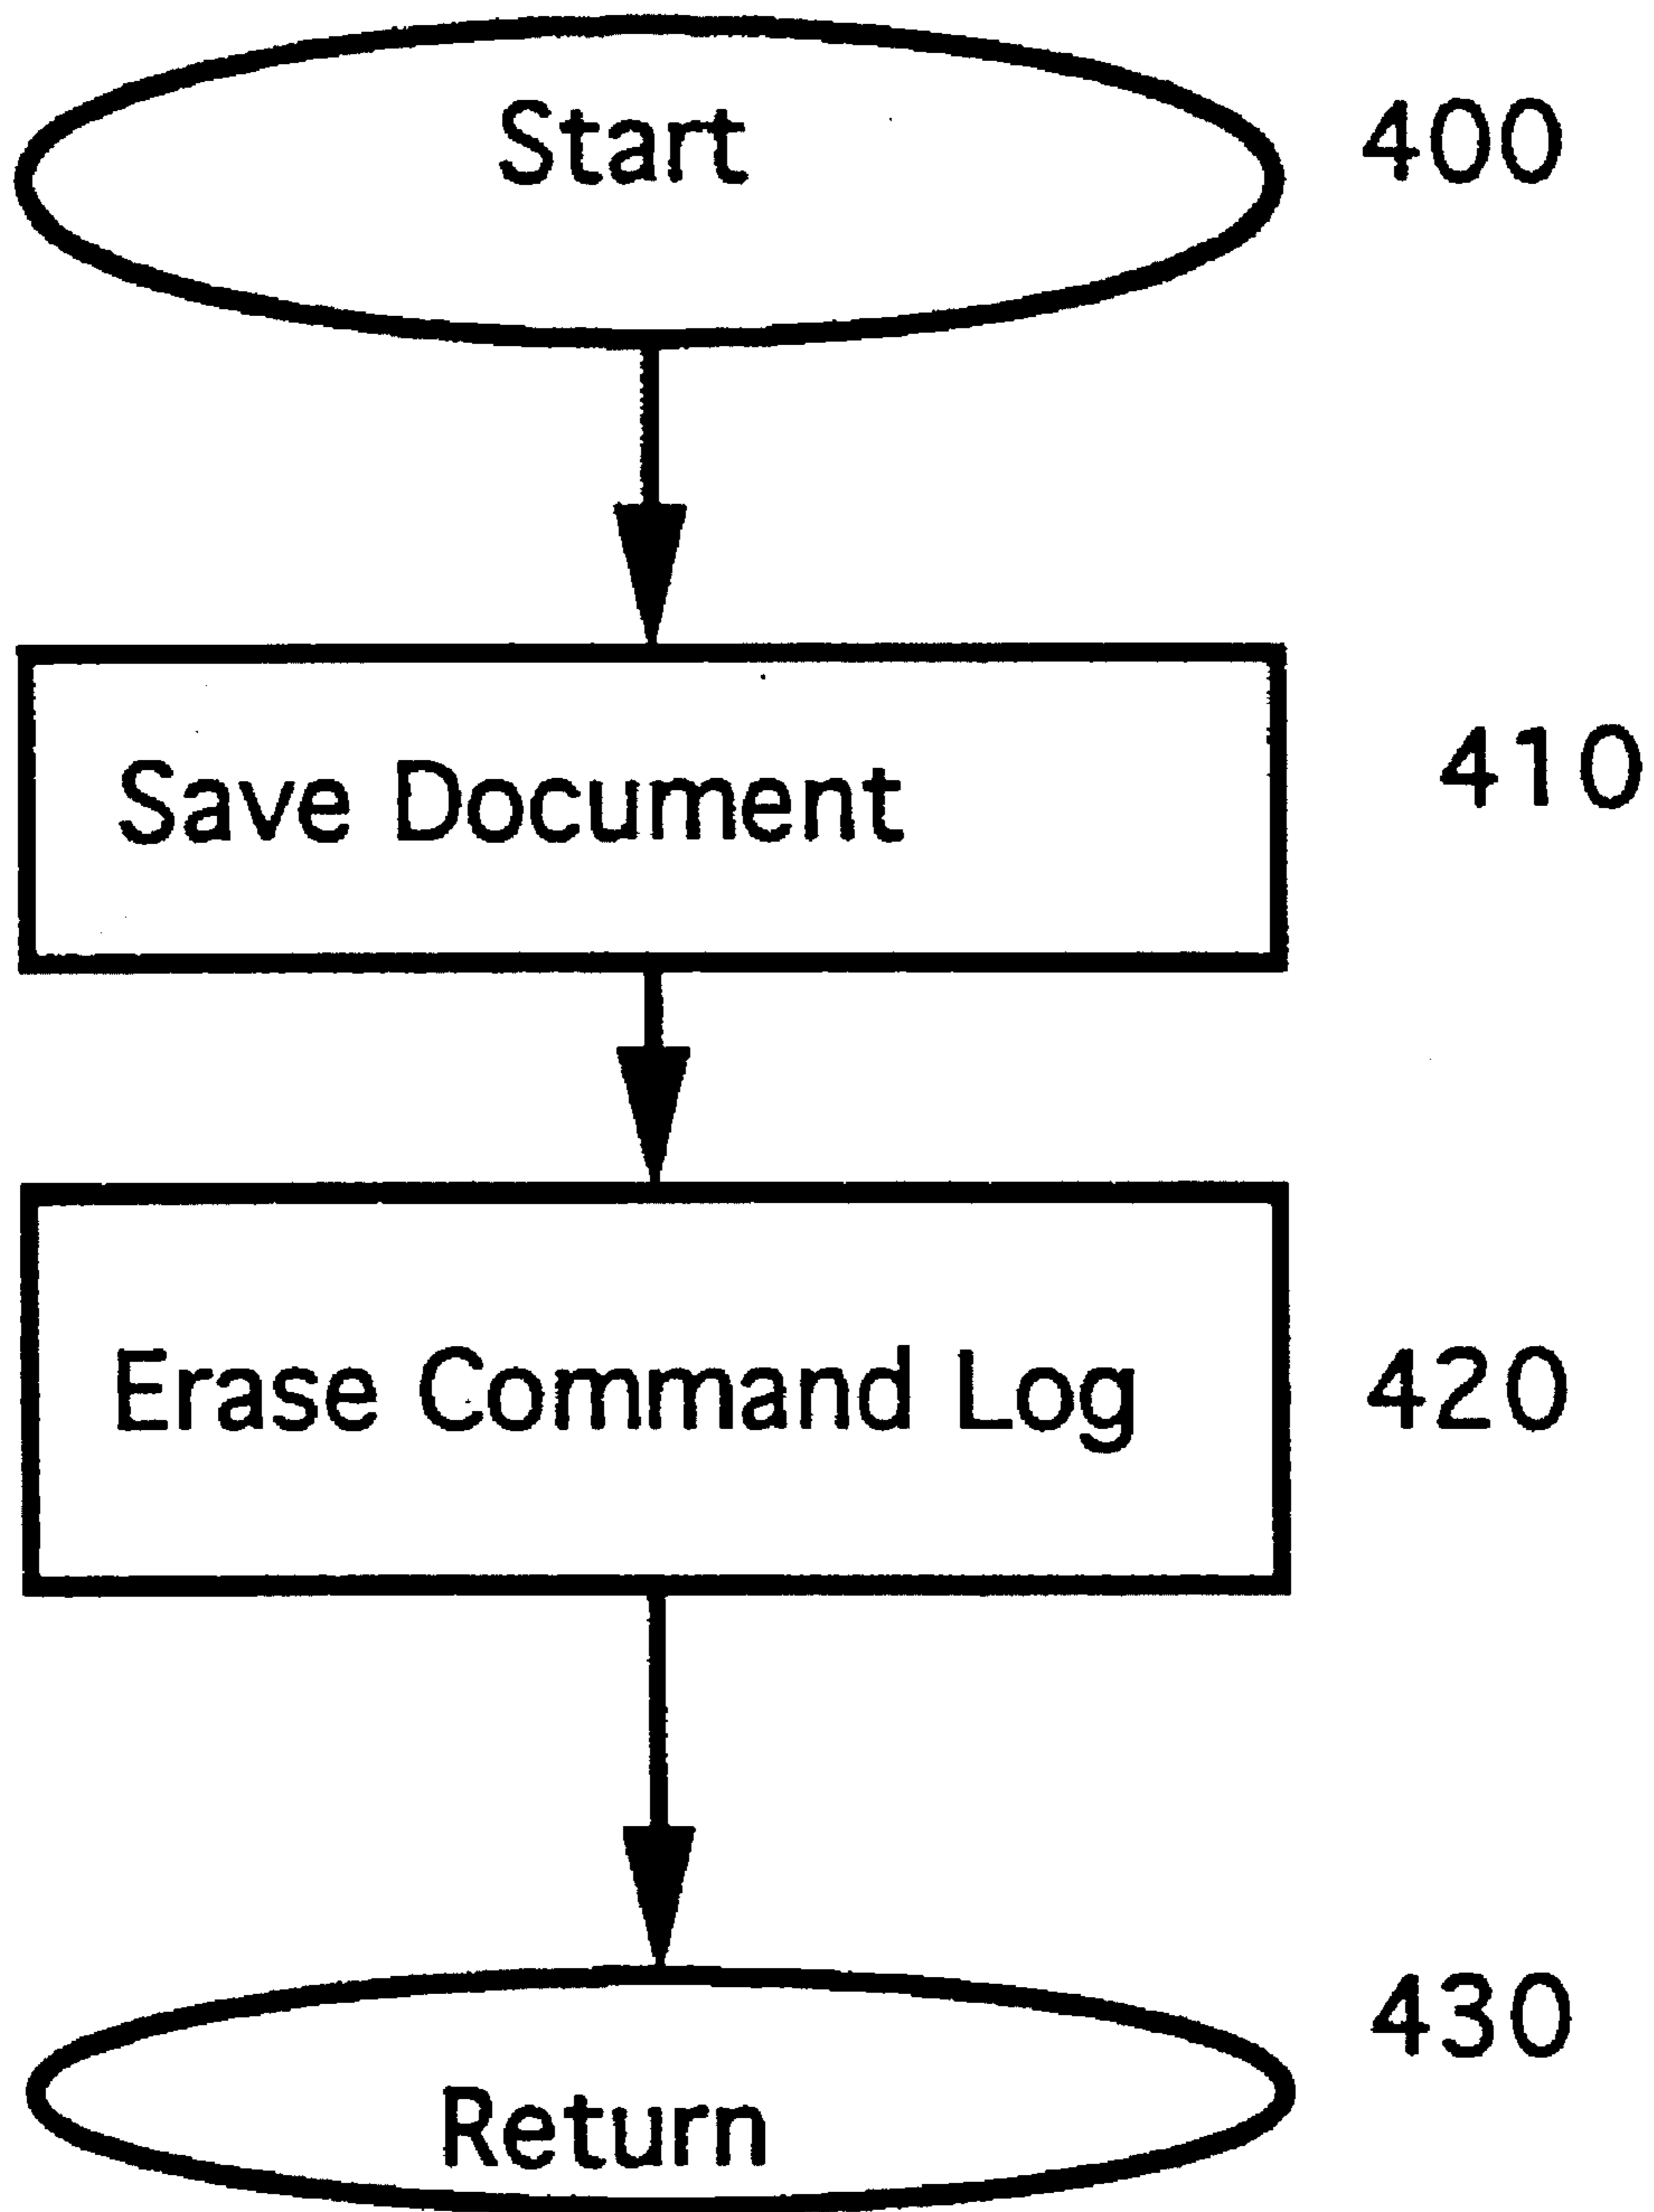 Start 400
Save Document 410
Erase Command Log 420
430
Return